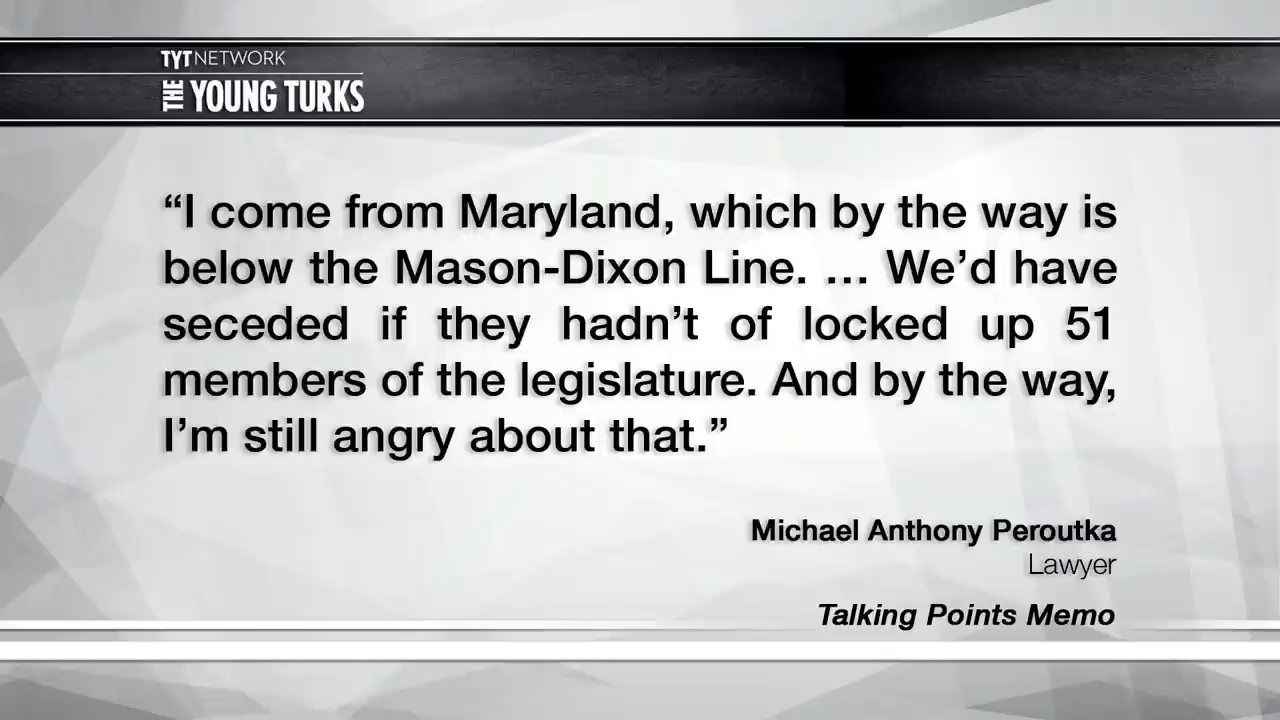 TYT NETWORK
THE YOUNG TURKS
“I come from Maryland, which by the way is
below the Mason-Dixon Line. … We’d have
seceded if they hadn’t of locked up 51
members of the legislature. And by the way,
I’m still angry about that.”
Michael Anthony Peroutka
Lawyer
Talking Points Memo